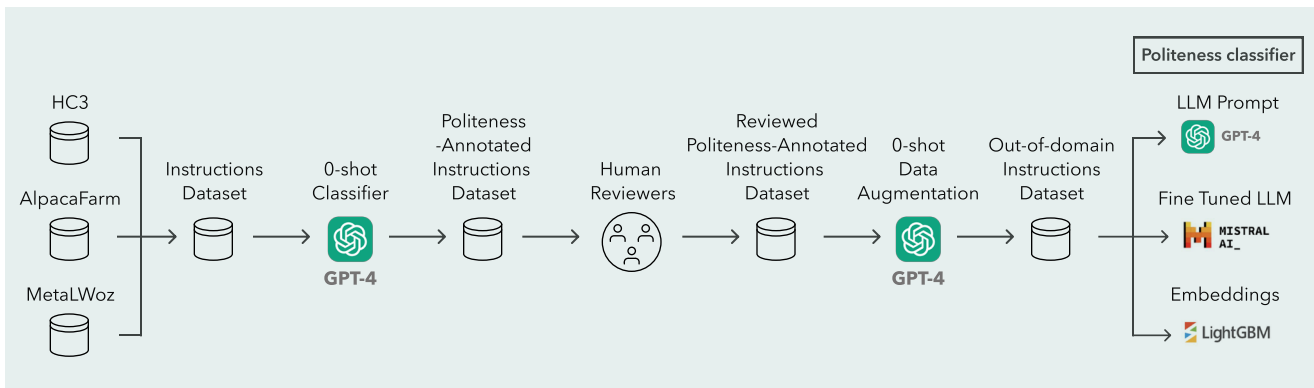 Politeness classifier
HC3
AlpacaFarm
MetaLWoz
Instructions
Dataset
0-shot
Classifier
GPT-4
Politeness
-Annotated
Instructions
Dataset
Human
Reviewers
Reviewed
Politeness-Annotated
Instructions
Dataset
0-shot
Data
Augmentation
GPT-4
Out-of-domain
Instructions
Dataset
LLM Prompt
GPT-4
Fine Tuned LLM
MISTRAL
AI_
Embeddings
LightGBM